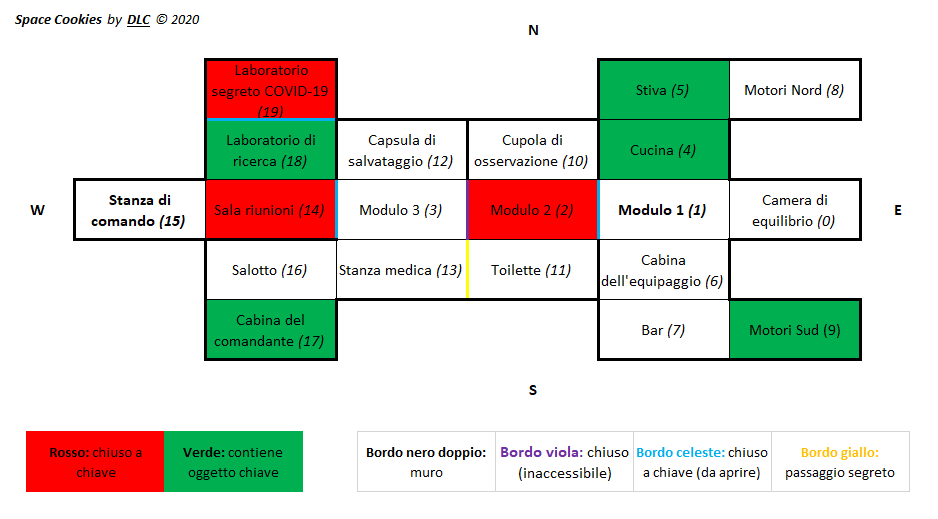 Space Cookies by DLC © 2020
N
Laboratorio
segreto COVID-19
(19)
Stiva (5)
Motori Nord (8)
Laboratorio di
ricerca (18)
Capsula di
salvataggio (12)
Cupola di
osservazione (10)
Cucina (4)
W
Stanza di
comando (15)
Sala riunioni (14)
Modulo 3 (3)
Modulo 2 (2)
Modulo 1 (1)
Camera di
equilibrio (0)
E
Salotto (16)
Stanza medica (13)
Toilette (11)
Cabina
dell'equipaggio (6)
Cabina del
comandante (17)
Bar (7)
Motori Sud (9)
S
Rosso: chiuso a
chiave
Verde: contiene
oggetto chiave
Bordo nero doppio:
muro
Bordo viola: chiuso
(inaccessibile)
Bordo celeste: chiuso
a chiave (da aprire)
Bordo giallo:
passaggio segreto